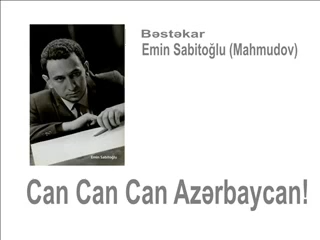 Bəstəkar
Emin Sabitoğlu (Mahmudov)
Emin Sabitoğlu
Can Can Can Azərbaycan!